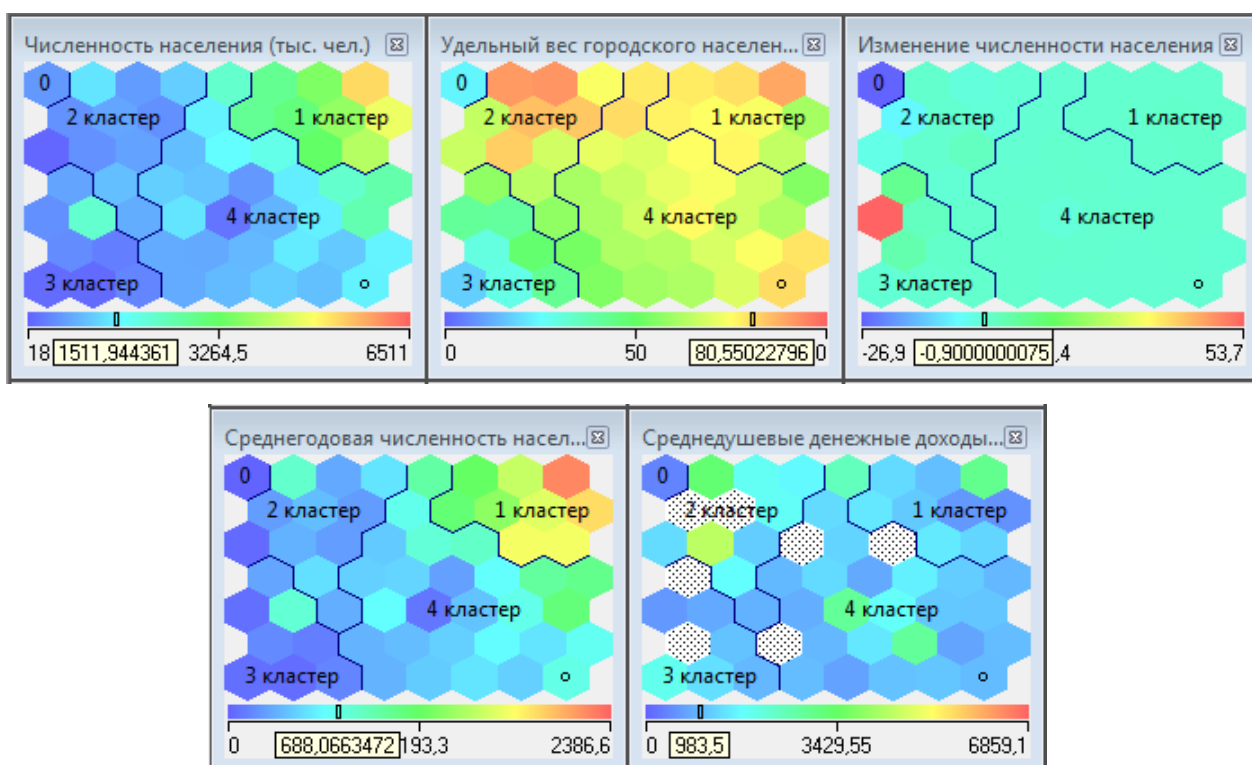 Численность населения (тыс. чел.)
0
2 кластер
1 кластер
4 кластер
3 кластер
18 1511,944361 3264,5 6511
Удельный вес городского населен...
2 кластер
1 кластер
4 кластер
3 кластер
0 50 80,55022796 0
Изменение численности населения
0
2 кластер
1 кластер
4 кластер
3 кластер
-26,9 -0,9000000075 ,4 53,7
Среднегодовая численность насел...
0
2 кластер
1 кластер
4 кластер
3 кластер
0 688,0663472 193,3 2386,6
Среднедушевые денежные доходы...
0
2 кластер
1 кластер
4 кластер
3 кластер
0 983,5 3429,55 6859,1